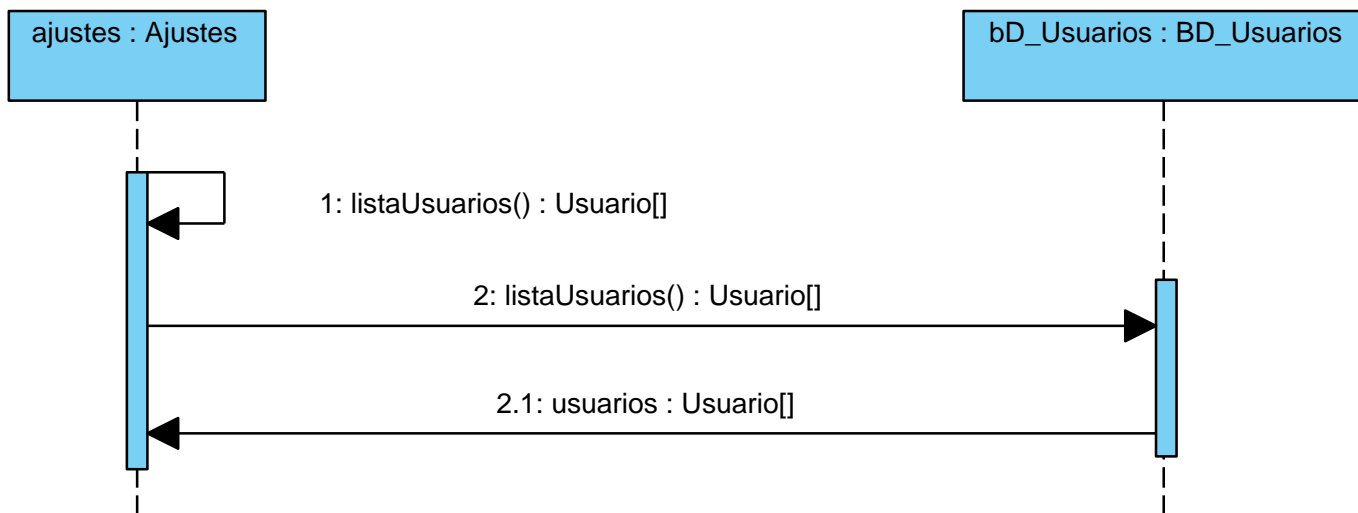 ajustes : Ajustes
bD_Usuarios : BD_Usuarios
1: listaUsuarios() : Usuario[]
2: listaUsuarios() : Usuario[]
2.1: usuarios : Usuario[]